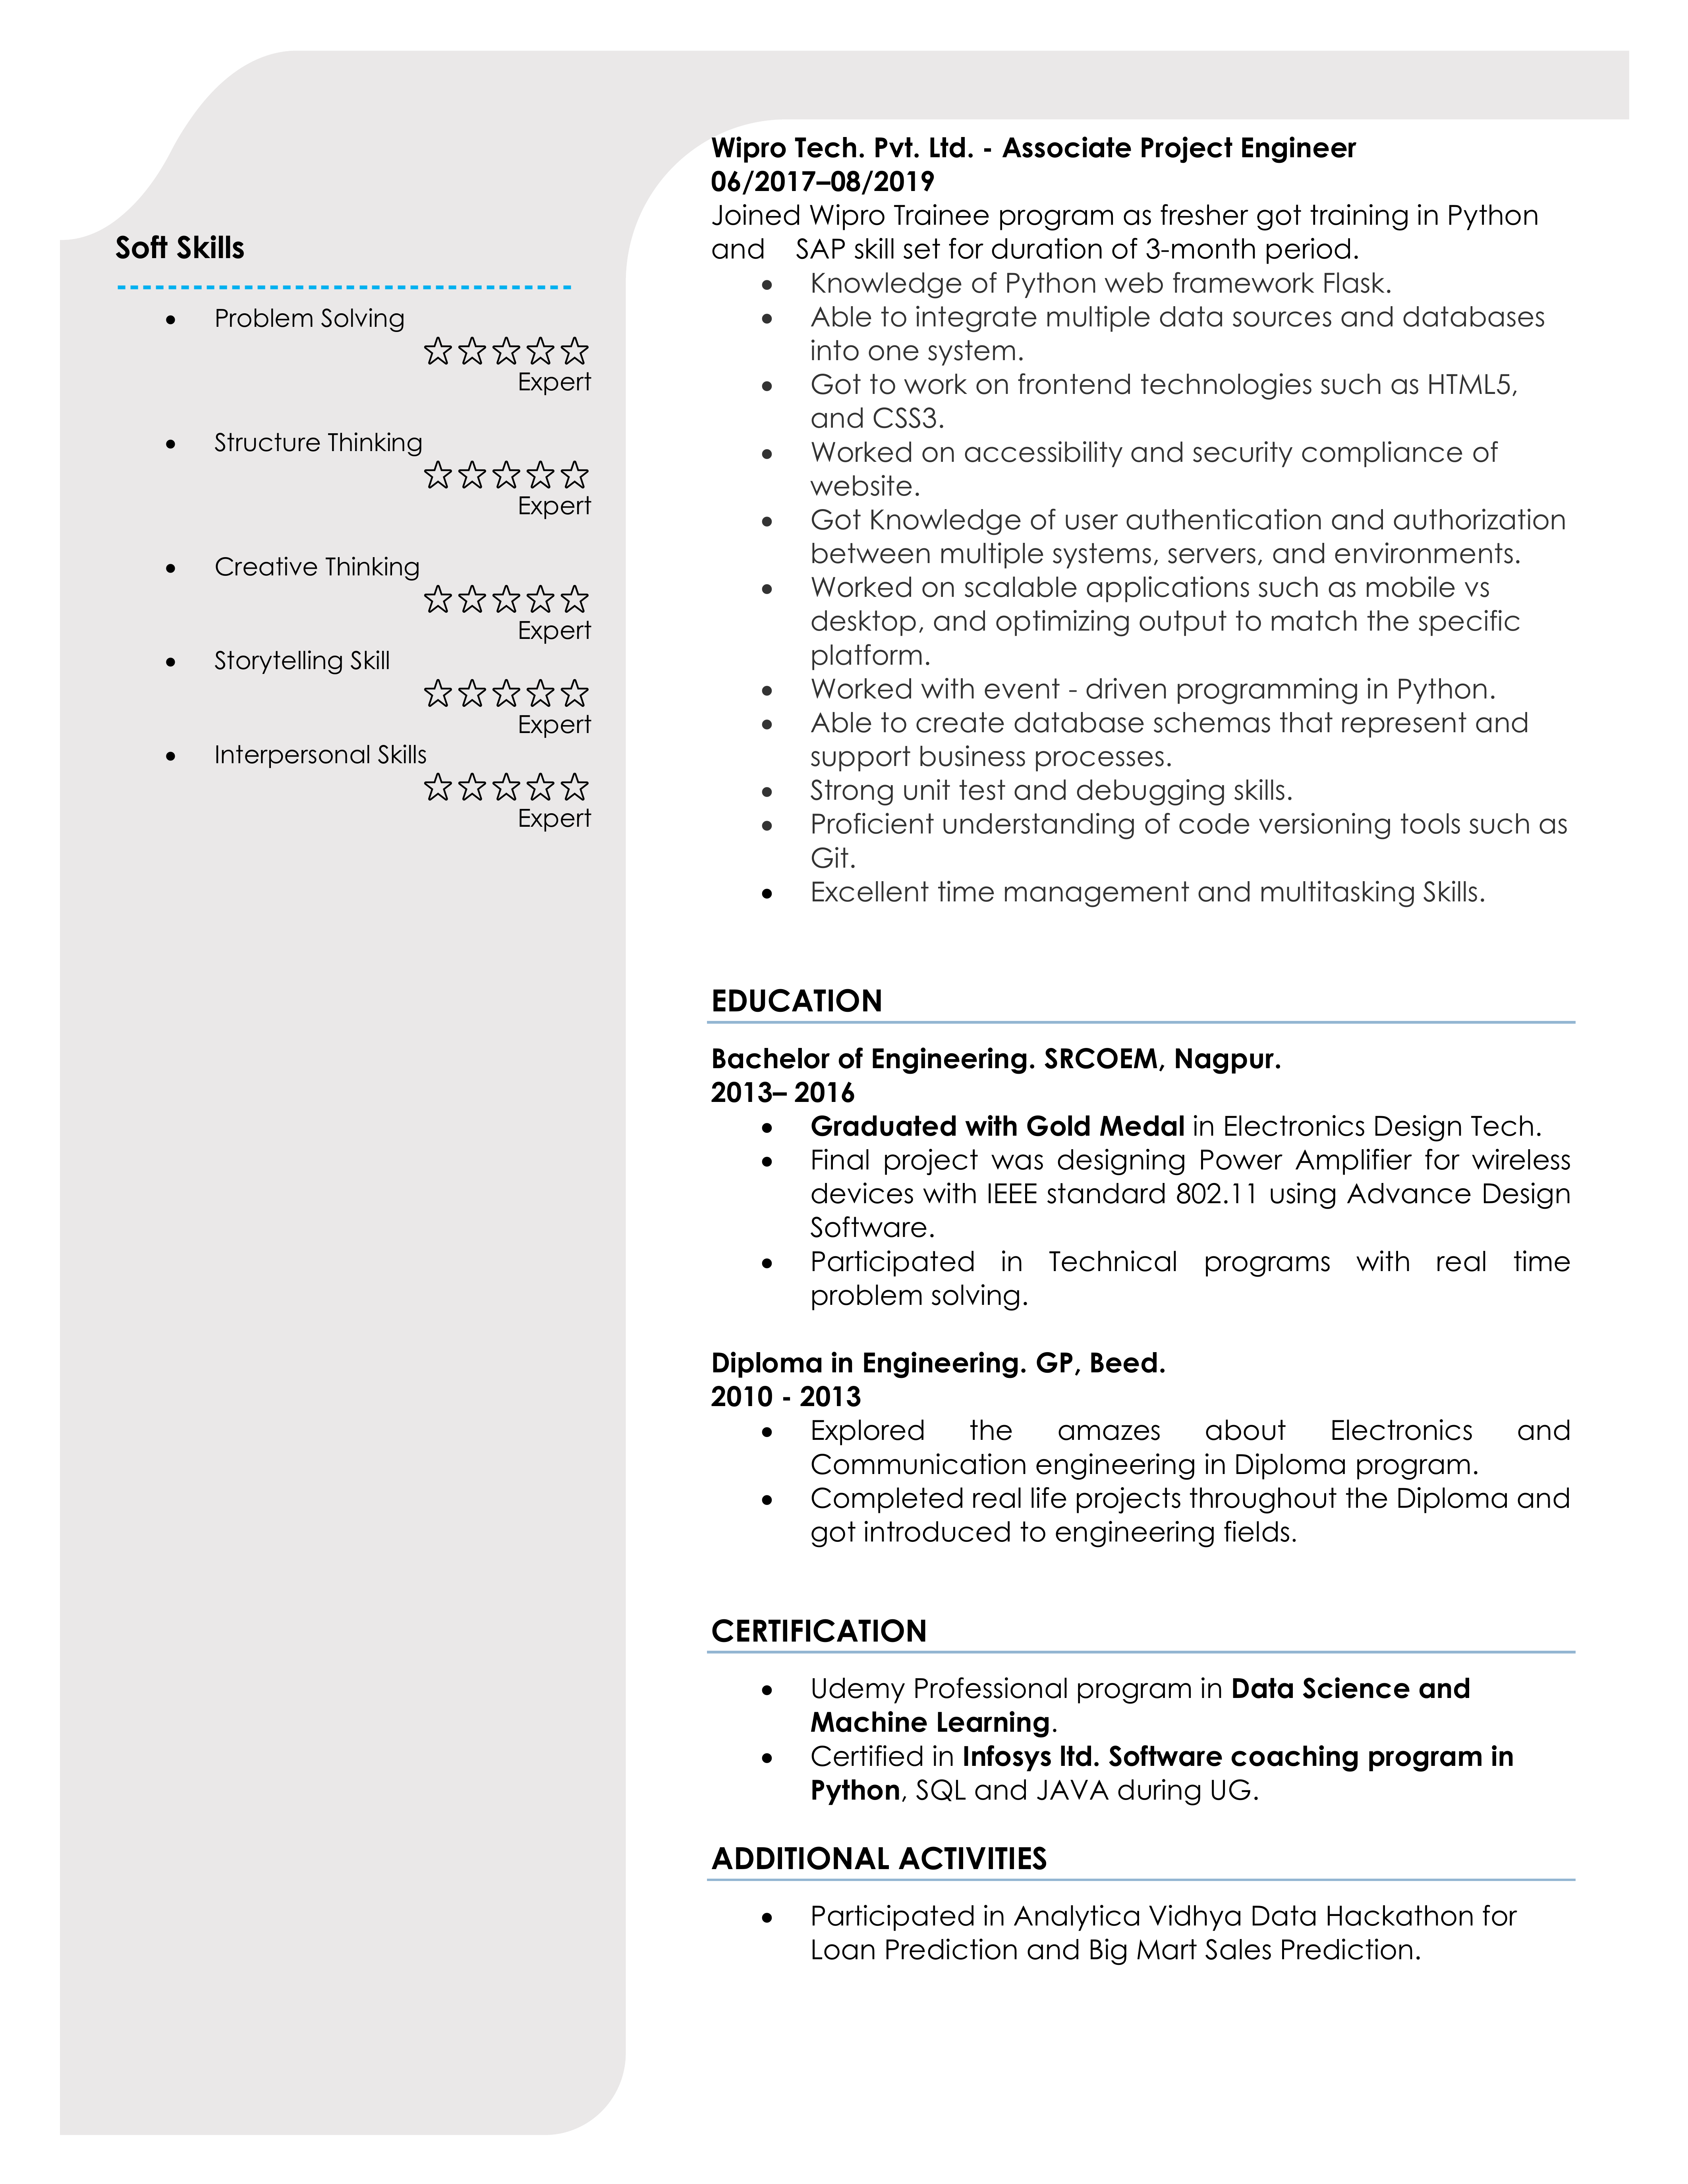 Soft Skills
• Problem Solving
☆☆☆☆☆
Expert
• Structure Thinking
☆☆☆☆☆
Expert
• Creative Thinking
☆☆☆☆☆
Expert
• Storytelling Skill
☆☆☆☆☆
Expert
• Interpersonal Skills
☆☆☆☆☆
Expert
Wipro Tech. Pvt. Ltd. - Associate Project Engineer
06/2017–08/2019
Joined Wipro Trainee program as fresher got training in Python
and SAP skill set for duration of 3-month period.
• Knowledge of Python web framework Flask.
• Able to integrate multiple data sources and databases
into one system.
• Got to work on frontend technologies such as HTML5,
and CSS3.
• Worked on accessibility and security compliance of
website.
• Got Knowledge of user authentication and authorization
between multiple systems, servers, and environments.
• Worked on scalable applications such as mobile vs
desktop, and optimizing output to match the specific
platform.
• Worked with event - driven programming in Python.
• Able to create database schemas that represent and
support business processes.
• Strong unit test and debugging skills.
• Proficient understanding of code versioning tools such as
Git.
• Excellent time management and multitasking Skills.
EDUCATION
Bachelor of Engineering. SRCOEM, Nagpur.
2013– 2016
• Graduated with Gold Medal in Electronics Design Tech.
• Final project was designing Power Amplifier for wireless
devices with IEEE standard 802.11 using Advance Design
Software.
• Participated in Technical programs with real time
problem solving.
Diploma in Engineering. GP, Beed.
2010 - 2013
• Explored the amazes about Electronics and
Communication engineering in Diploma program.
• Completed real life projects throughout the Diploma and
got introduced to engineering fields.
CERTIFICATION
• Udemy Professional program in Data Science and
Machine Learning.
• Certified in Infosys ltd. Software coaching program in
Python, SQL and JAVA during UG.
ADDITIONAL ACTIVITIES
• Participated in Analytica Vidhya Data Hackathon for
Loan Prediction and Big Mart Sales Prediction.